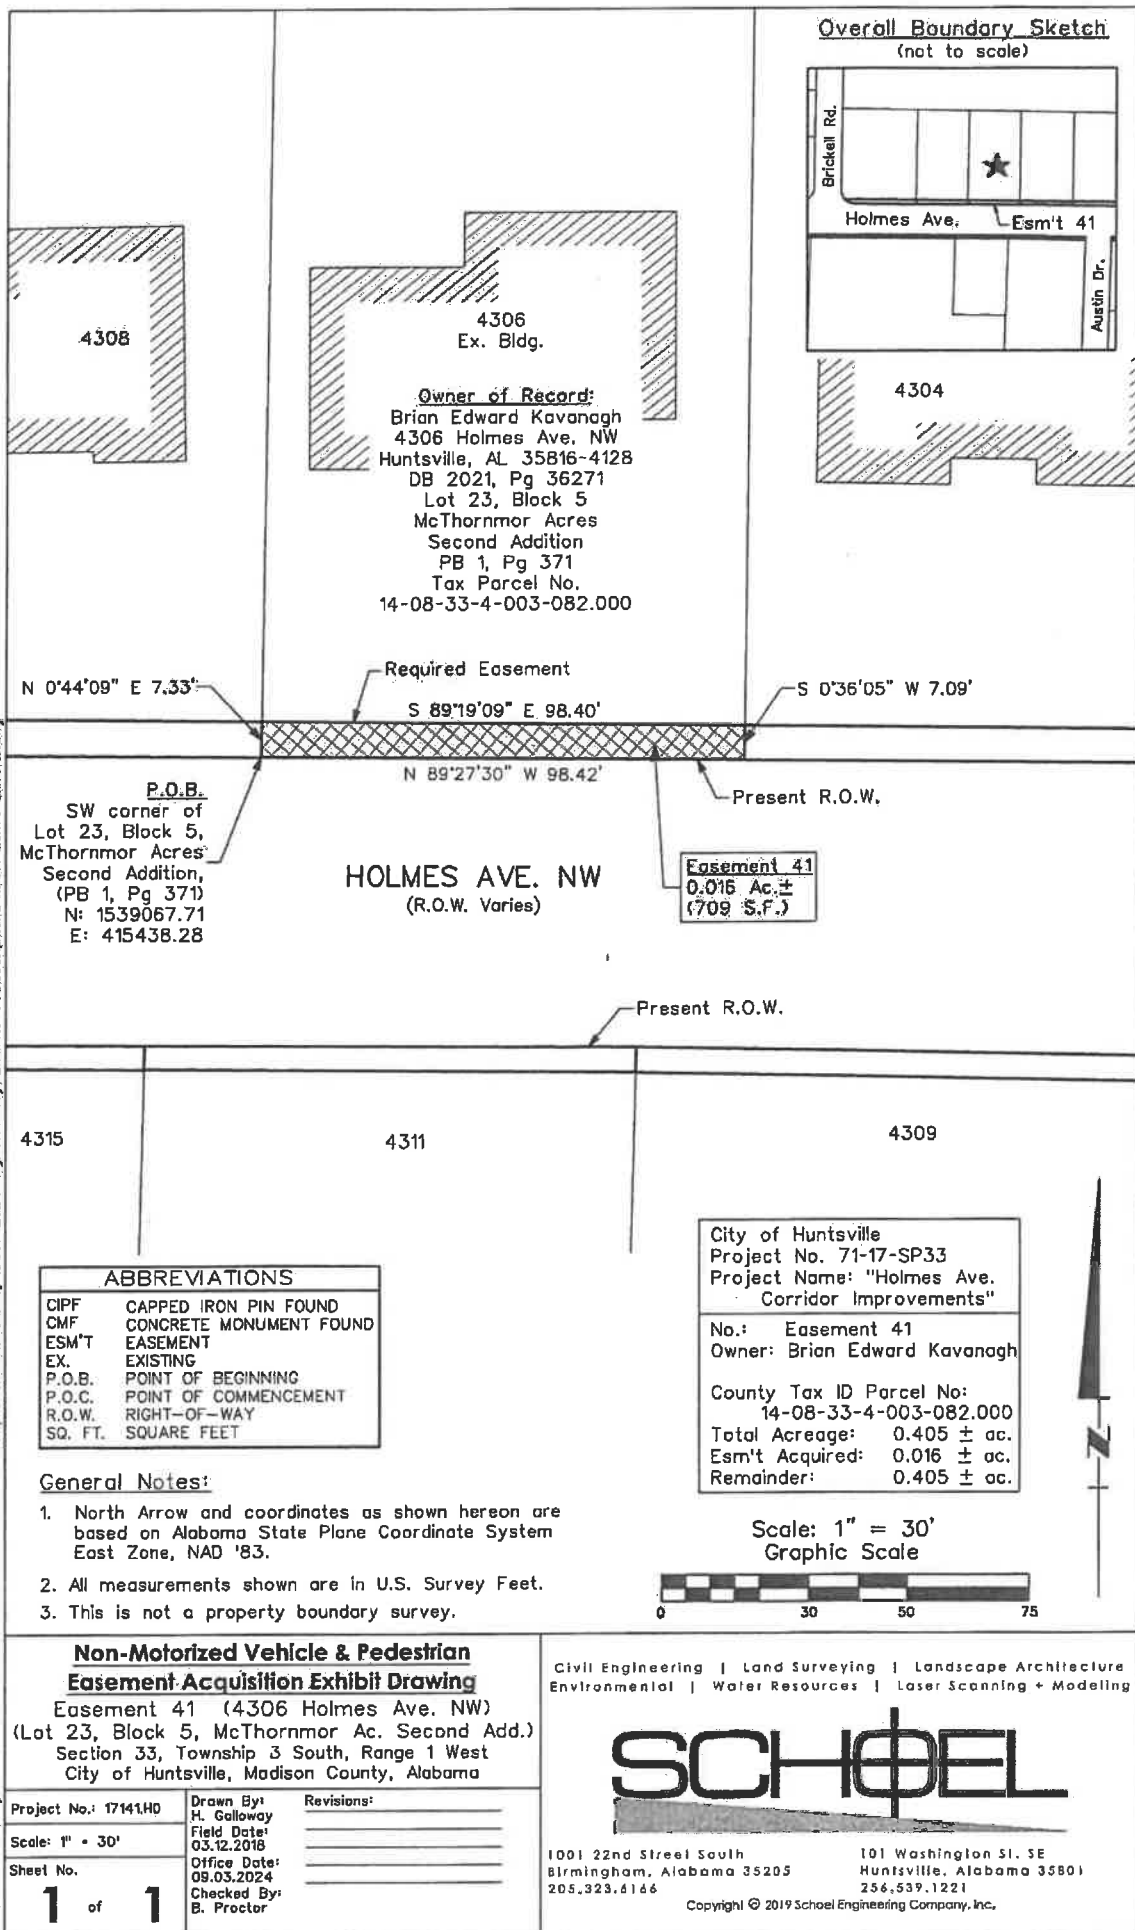 Overall Boundary Sketch
(not to scale)
Brickell Rd.
Holmes Ave.
Esm't 41
Austin Dr.
4308
4306
Ex. Bldg.
4304
Owner of Record:
Brian Edward Kavanagh
4306 Holmes Ave. NW
Huntsville, AL 35816-4128
DB 2021, Pg 36271
Lot 23, Block 5
McThornmor Acres
Second Addition
PB 1, Pg 371
Tax Parcel No.
14-08-33-4-003-082.000
Required Easement
N 0°44'09" E 7.33'
S 0°36'05" W 7.09'
S 89°19'09" E 98.40'
N 89°27'30" W 98.42'
Present R.O.W.
P.O.B.
SW corner of
Lot 23, Block 5,
McThornmor Acres
Second Addition,
(PB 1, Pg 371)
N: 1539067.71
E: 415438.28
HOLMES AVE. NW
(R.O.W. Varies)
Easement 41
0.016 Ac.±
(709 S.F.)
Present R.O.W.
4315
4311
4309
ABBREVIATIONS
CIPF CAPPED IRON PIN FOUND
CMF CONCRETE MONUMENT FOUND
ESM'T EASEMENT
EX. EXISTING
P.O.B. POINT OF BEGINNING
P.O.C. POINT OF COMMENCEMENT
R.O.W. RIGHT-OF-WAY
SQ. FT. SQUARE FEET
City of Huntsville
Project No. 71-17-SP33
Project Name: "Holmes Ave.
Corridor Improvements"
No.: Easement 41
Owner: Brian Edward Kavanagh
County Tax ID Parcel No:
14-08-33-4-003-082.000
Total Acreage: 0.405 ± ac.
Esm't Acquired: 0.016 ± ac.
Remainder: 0.405 ± ac.
N
General Notes:
1. North Arrow and coordinates as shown hereon are
based on Alabama State Plane Coordinate System
East Zone, NAD '83.
2. All measurements shown are in U.S. Survey Feet.
3. This is not a property boundary survey.
Scale: 1" = 30'
Graphic Scale
0 30 50 75
Non-Motorized Vehicle & Pedestrian
Easement Acquisition Exhibit Drawing
Easement 41 (4306 Holmes Ave. NW)
(Lot 23, Block 5, McThornmor Ac. Second Add.)
Section 33, Township 3 South, Range 1 West
City of Huntsville, Madison County, Alabama
Project No.: 17141.HD
Scale: 1" = 30'
Sheet No.
1 of 1
Drawn By:
H. Galloway
Field Date:
03.12.2018
Office Date:
09.03.2024
Checked By:
B. Proctor
Revisions:
Civil Engineering | Land Surveying | Landscape Architecture
Environmental | Water Resources | Laser Scanning + Modeling
SCHOEL
1001 22nd Street South
Birmingham, Alabama 35205
205.323.6166
101 Washington St. SE
Huntsville, Alabama 35801
256.539.1221
Copyright © 2019 Schoel Engineering Company, Inc.